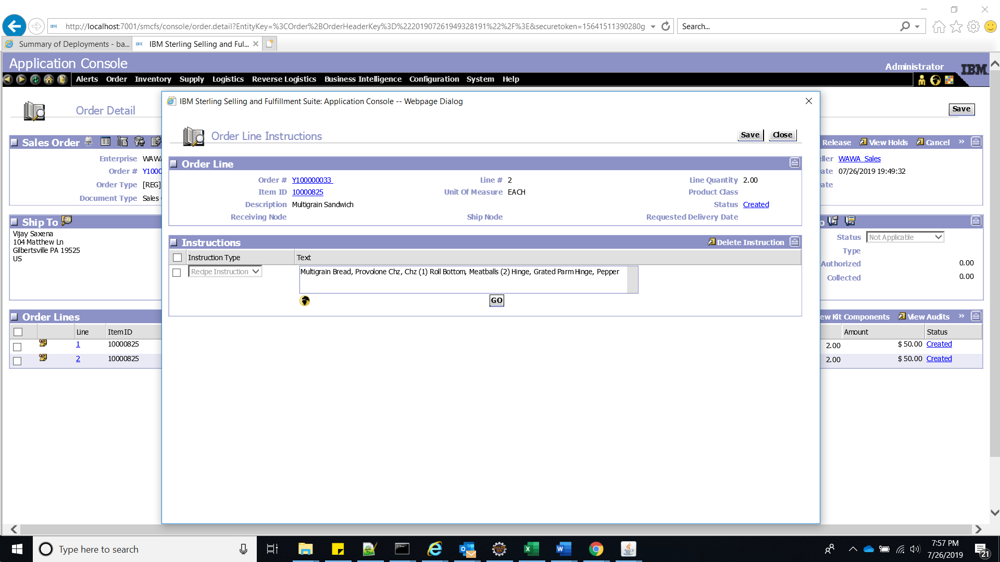 http://localhost:7001/smcfs/console/order.detail?EntityKey=%3COrder%2BOrderHeaderKey%3D%22201907261949328191%22%2F%3E&securetoken=15641511390280g
Search...
Summary of Deployments - ba...
IBM Sterling Selling and Ful...
Application Console
Administrator
IBM
Alerts Order Inventory Supply Logistics Reverse Logistics Business Intelligence Configuration System Help
Order Detail
Save
IBM Sterling Selling and Fulfillment Suite: Application Console -- Webpage Dialog
Order Line Instructions
Save Close
Sales Order
Release View Holds Cancel »
Enterprise WAWA
WAWA Sales
Order # Y1000
07/26/2019 19:49:32
Order Type [REG]
Document Type Sales
Order Line
Order # Y100000033
Line # 2
Line Quantity 2.00
Item ID 10000825
Unit Of Measure EACH
Product Class
Description Multigrain Sandwich
Status Created
Receiving Node
Ship Node
Requested Delivery Date
Ship To
Vijay Saxena
104 Matthew Ln
Gilbertsville PA 19525
US
Status Not Applicable
Type
Authorized 0.00
Collected 0.00
Instructions
Delete Instruction
Instruction Type Text
Recipe Instruction
Multigrain Bread, Provolone Chz, Chz (1) Roll Bottom, Meatballs (2) Hinge, Grated Parm Hinge, Pepper
GO
Order Lines
ew Kit Components View Audits »
Line Item ID
Amount Status
1 10000825
2.00 $ 50.00 Created
2 10000825
2.00 $ 50.00 Created
Type here to search
7:57 PM
7/26/2019
21